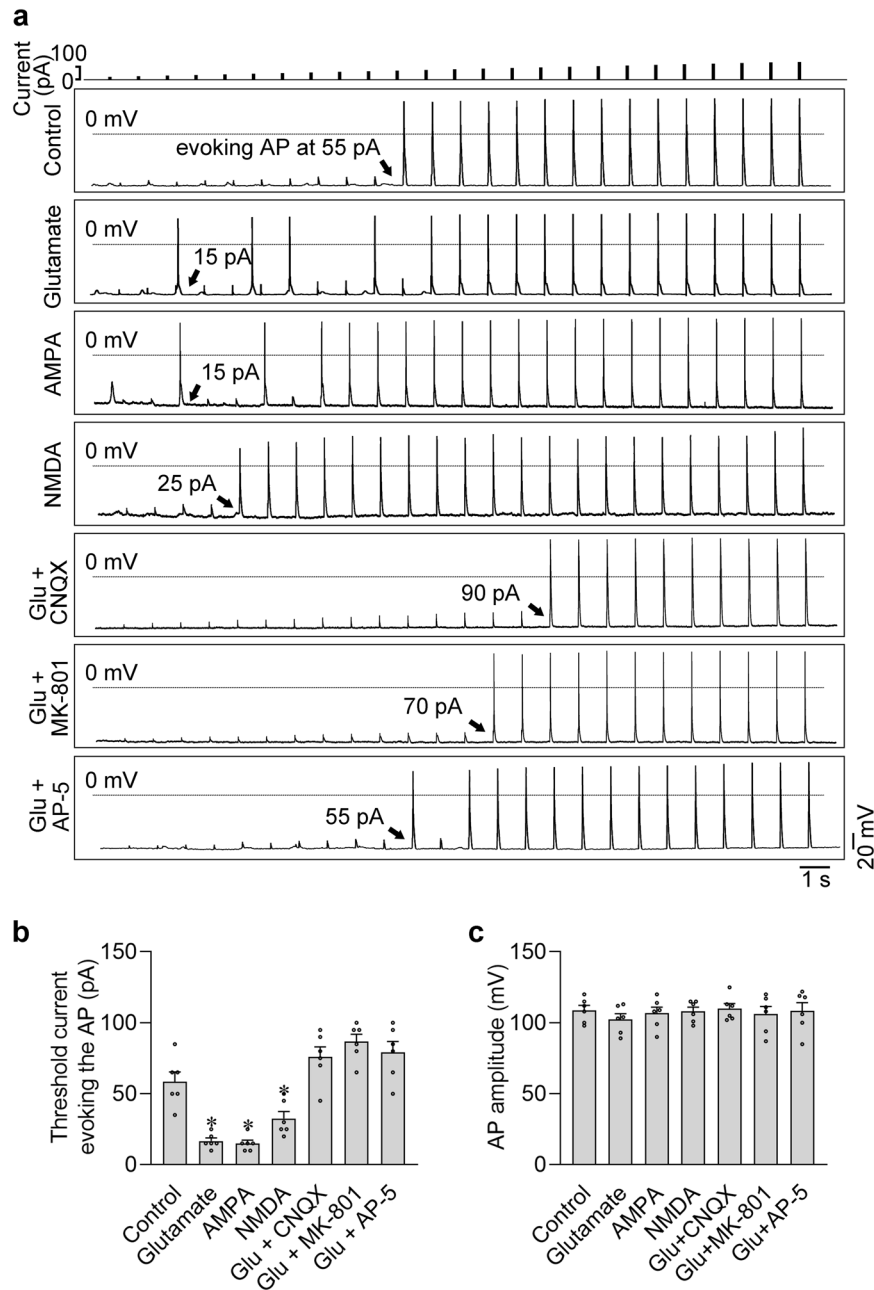 a
Current
(pA)
100
0
Control
0 mV
evoking AP at 55 pA
Glutamate
0 mV
15 pA
AMPA
0 mV
15 pA
NMDA
0 mV
25 pA
Glu +
CNQX
0 mV
90 pA
Glu +
MK-801
0 mV
70 pA
Glu +
AP-5
0 mV
55 pA
20 mV
1 s
b
Threshold current
evoking the AP (pA)
150
100
50
0
*
*
*
Control
Glutamate
AMPA
NMDA
Glu + CNQX
Glu + MK-801
Glu + AP-5
c
AP amplitude (mV)
150
100
50
0
Control
Glutamate
AMPA
NMDA
Glu+CNQX
Glu+MK-801
Glu+AP-5